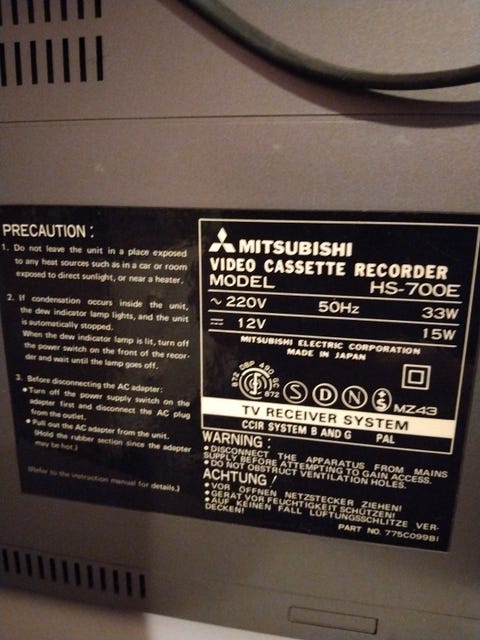 PRECAUTION :
1. Do not leave the unit in a place exposed
to any heat sources such as in a car or room
exposed to direct sunlight, or near a heater.
2. If condensation occurs inside the unit,
the dew indicator lamp lights, and the unit
is automatically stopped.
When the dew indicator lamp is lit, turn off
the power switch on the front of the recor-
der and wait until the lamp goes off.
3. Before disconnecting the AC adapter:
• Turn off the power supply switch on the
adapter first and disconnect the AC plug
from the outlet.
• Pull out the AC adapter from the unit.
(Hold the rubber section since the adapter
may be hot.)
(Refer to the instruction manual for details.)
MITSUBISHI
VIDEO CASSETTE RECORDER
MODEL HS-700E
~ 220V 50Hz 33W
⎓ 12V 15W
MITSUBISHI ELECTRIC CORPORATION
MADE IN JAPAN
872
S D N S MZ43
TV RECEIVER SYSTEM
CCIR SYSTEM B AND G PAL
WARNING :
• DISCONNECT THE APPARATUS FROM MAINS
SUPPLY BEFORE ATTEMPTING TO GAIN ACCESS.
• DO NOT OBSTRUCT VENTILATION HOLES.
ACHTUNG !
• VOR ÖFFNEN NETZSTECKER ZIEHEN!
• GERÄT VOR FEUCHTIGKEIT SCHÜTZEN!
• AUF KEINEN FALL LÜFTUNGSSCHLITZE VER-
DECKEN!
PART NO. 775C099B1